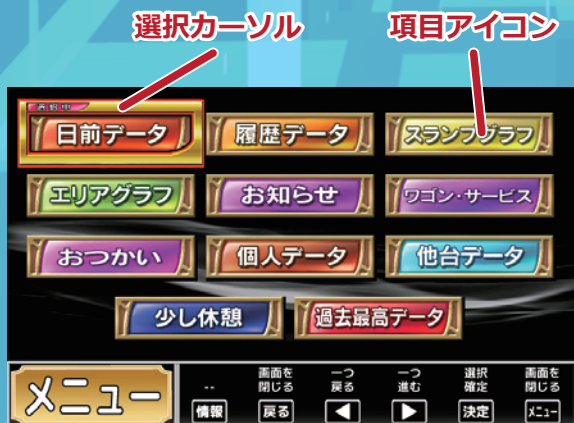 選択カーソル 項目アイコン
選択中
日前データ 履歴データ スランプグラフ
エリアグラフ お知らせ ワゴン・サービス
おつかい 個人データ 他台データ
少し休憩 過去最高データ
メニュー
-- 画面を閉じる 一つ戻る 一つ進む 選択確定 画面を閉じる
情報 戻る ◀ ▶ 決定 メニュー